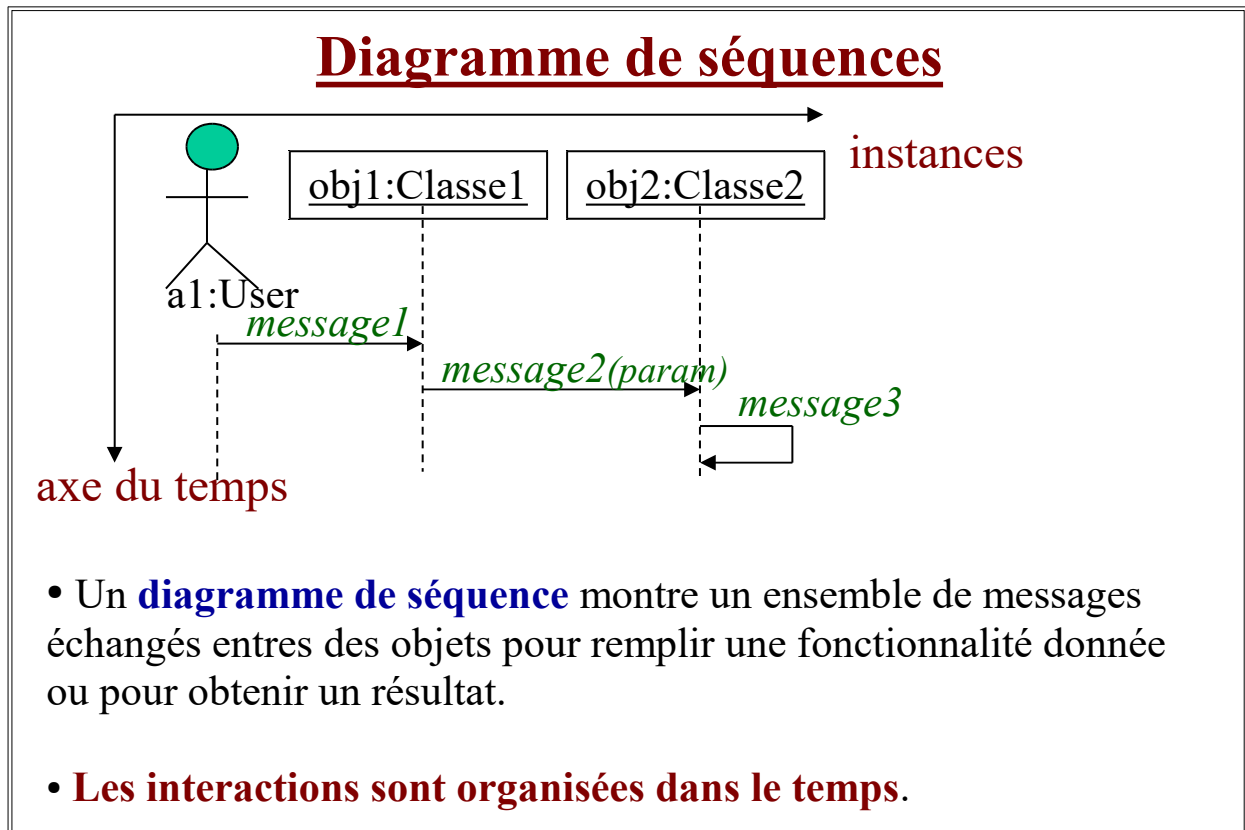 Diagramme de séquences
instances
obj1:Classe1
obj2:Classe2
a1:User
message1
message2(param)
message3
axe du temps
• Un diagramme de séquence montre un ensemble de messages
échangés entres des objets pour remplir une fonctionnalité donnée
ou pour obtenir un résultat.
• Les interactions sont organisées dans le temps.